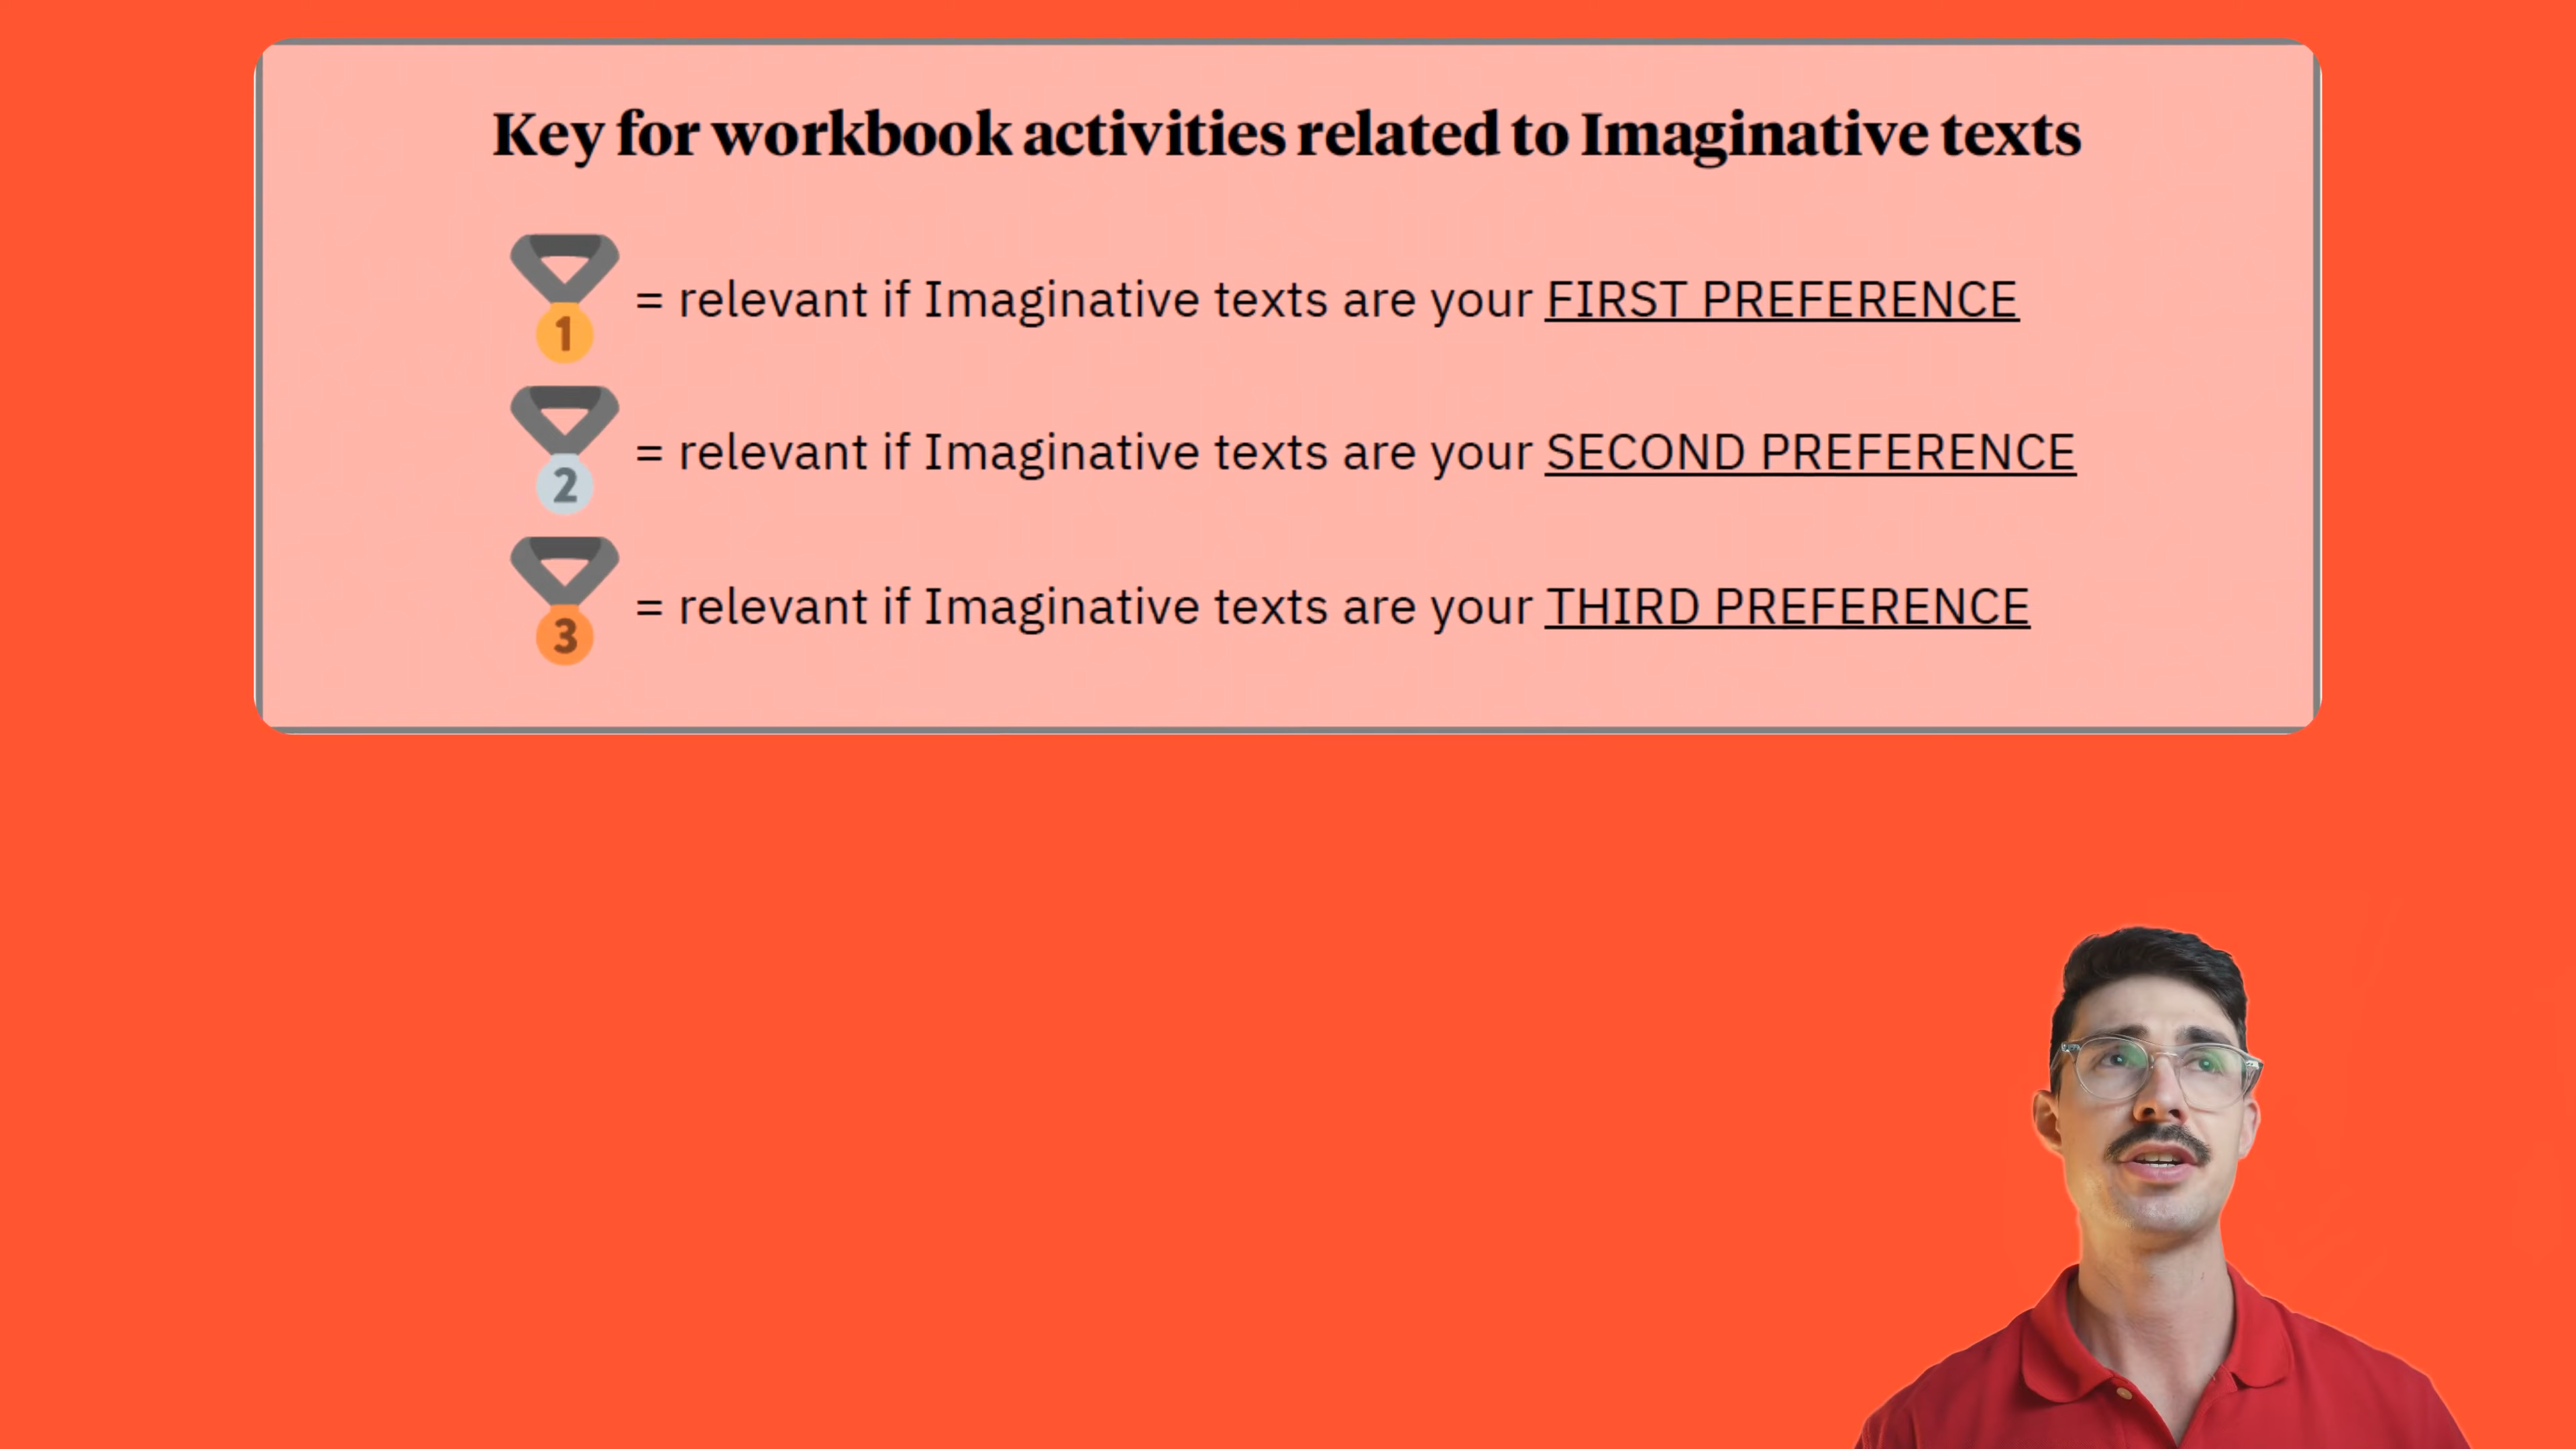 Key for workbook activities related to Imaginative texts
1 = relevant if Imaginative texts are your FIRST PREFERENCE
2 = relevant if Imaginative texts are your SECOND PREFERENCE
3 = relevant if Imaginative texts are your THIRD PREFERENCE